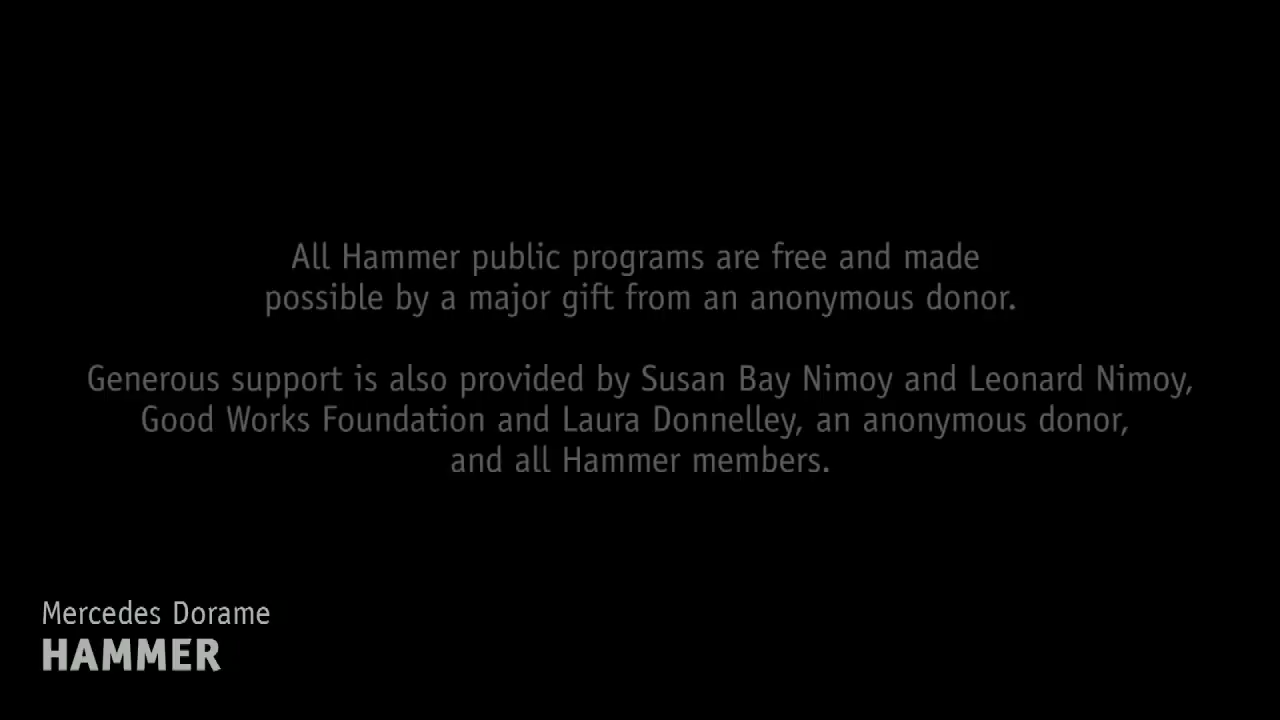 All Hammer public programs are free and made
possible by a major gift from an anonymous donor.
Generous support is also provided by Susan Bay Nimoy and Leonard Nimoy,
Good Works Foundation and Laura Donnelley, an anonymous donor,
and all Hammer members.
Mercedes Dorame
HAMMER